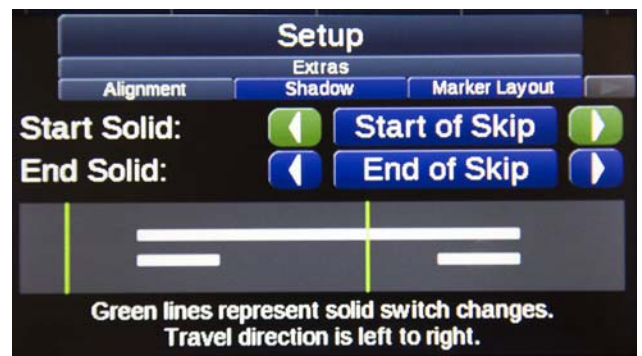 Setup
Extras
Alignment Shadow Marker Layout
Start Solid: Start of Skip
End Solid: End of Skip
Green lines represent solid switch changes.
Travel direction is left to right.